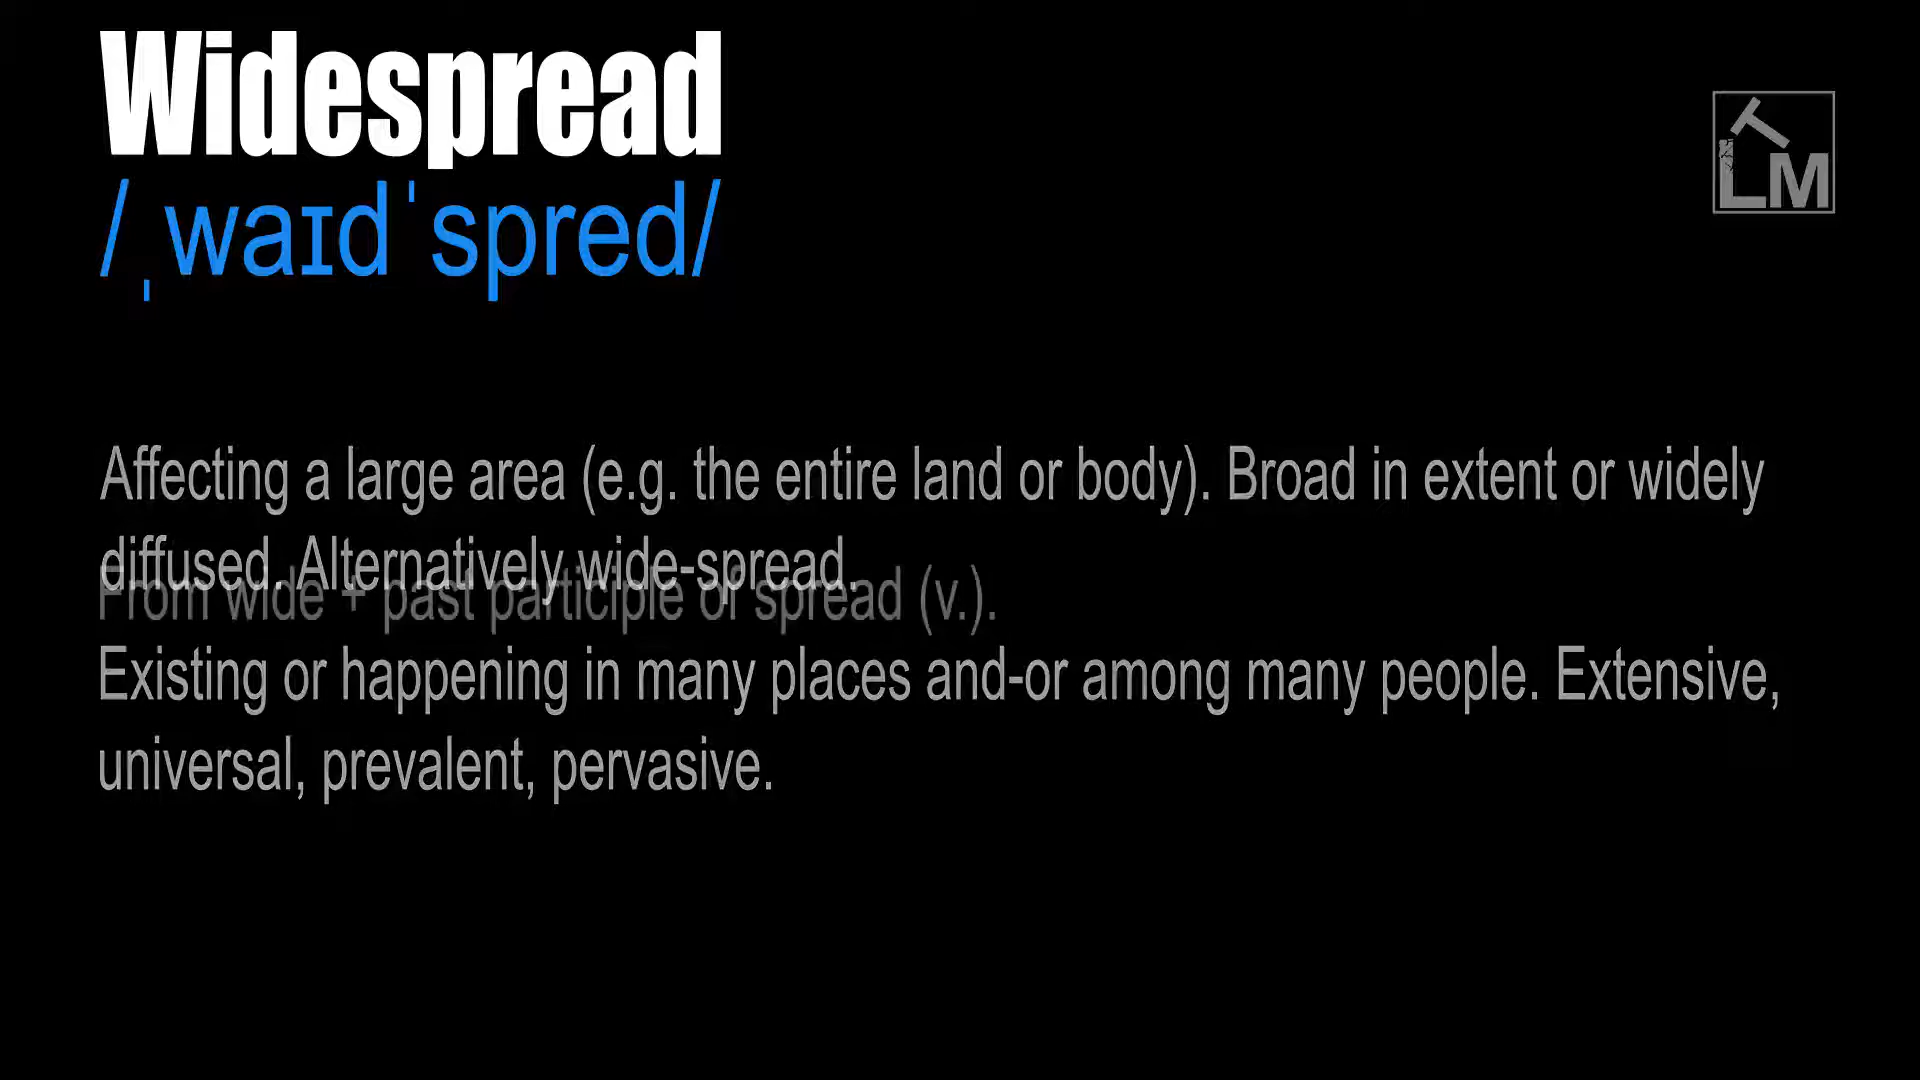 Widespread
/ˌwaɪdˈspred/
LTM
Affecting a large area (e.g. the entire land or body). Broad in extent or widely
diffused. Alternatively wide-spread.
From wide + past participle of spread (v.).
Existing or happening in many places and-or among many people. Extensive,
universal, prevalent, pervasive.